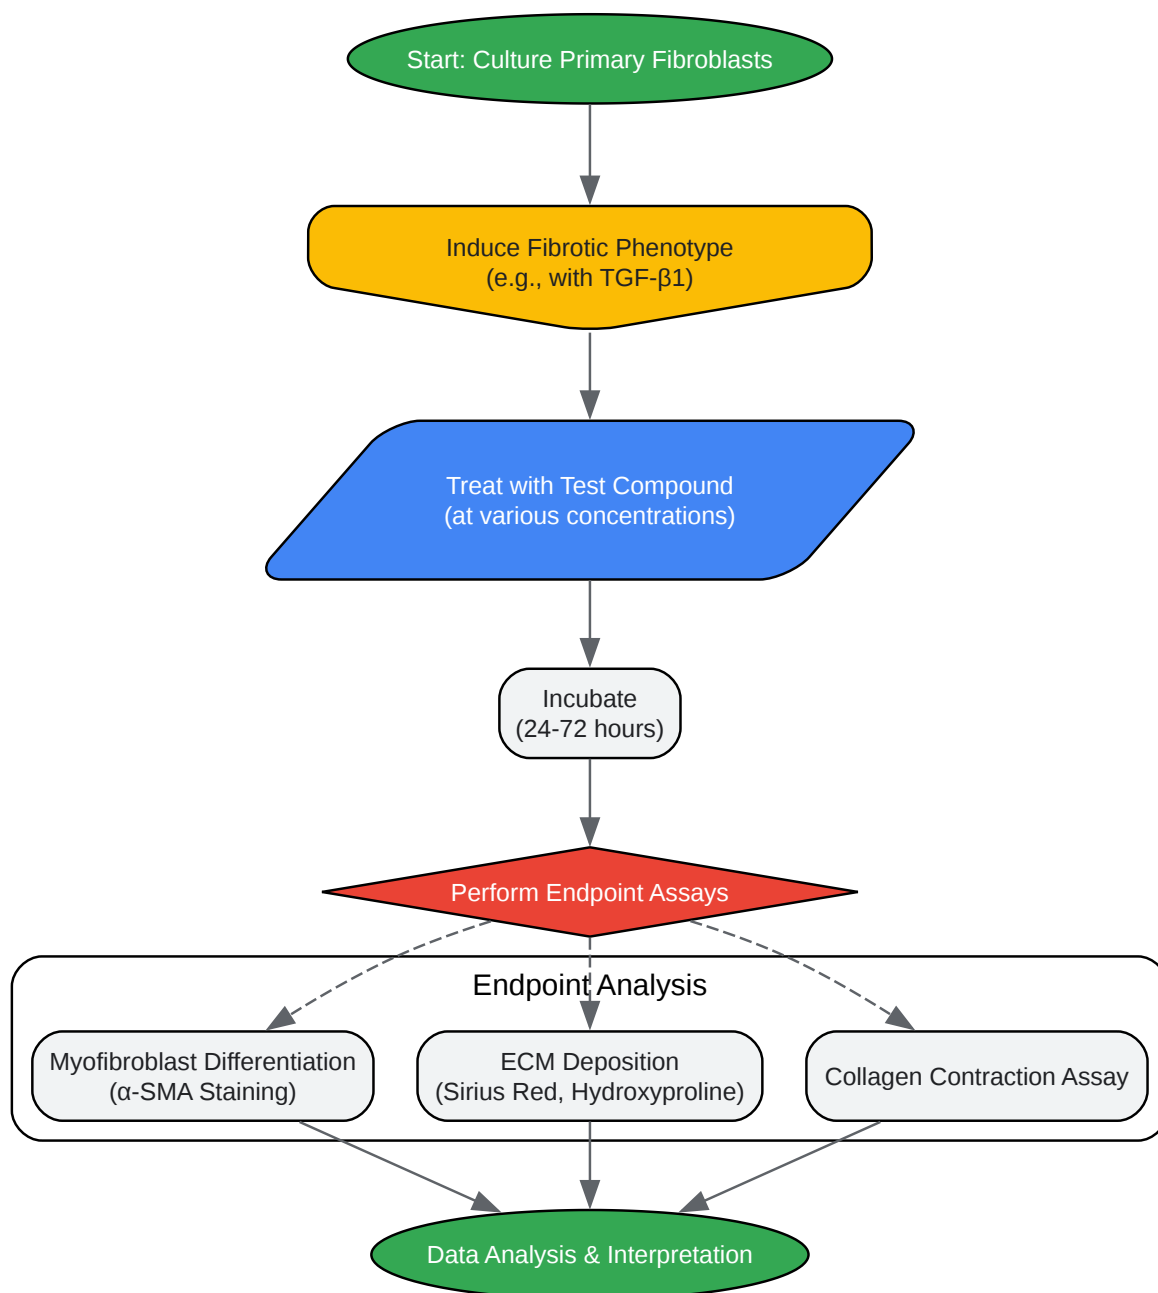 Start: Culture Primary Fibroblasts
Induce Fibrotic Phenotype
(e.g., with TGF-β1)
Treat with Test Compound
(at various concentrations)
Incubate
(24-72 hours)
Perform Endpoint Assays
Endpoint Analysis
Myofibroblast Differentiation
(α-SMA Staining)
ECM Deposition
(Sirius Red, Hydroxyproline)
Collagen Contraction Assay
Data Analysis & Interpretation